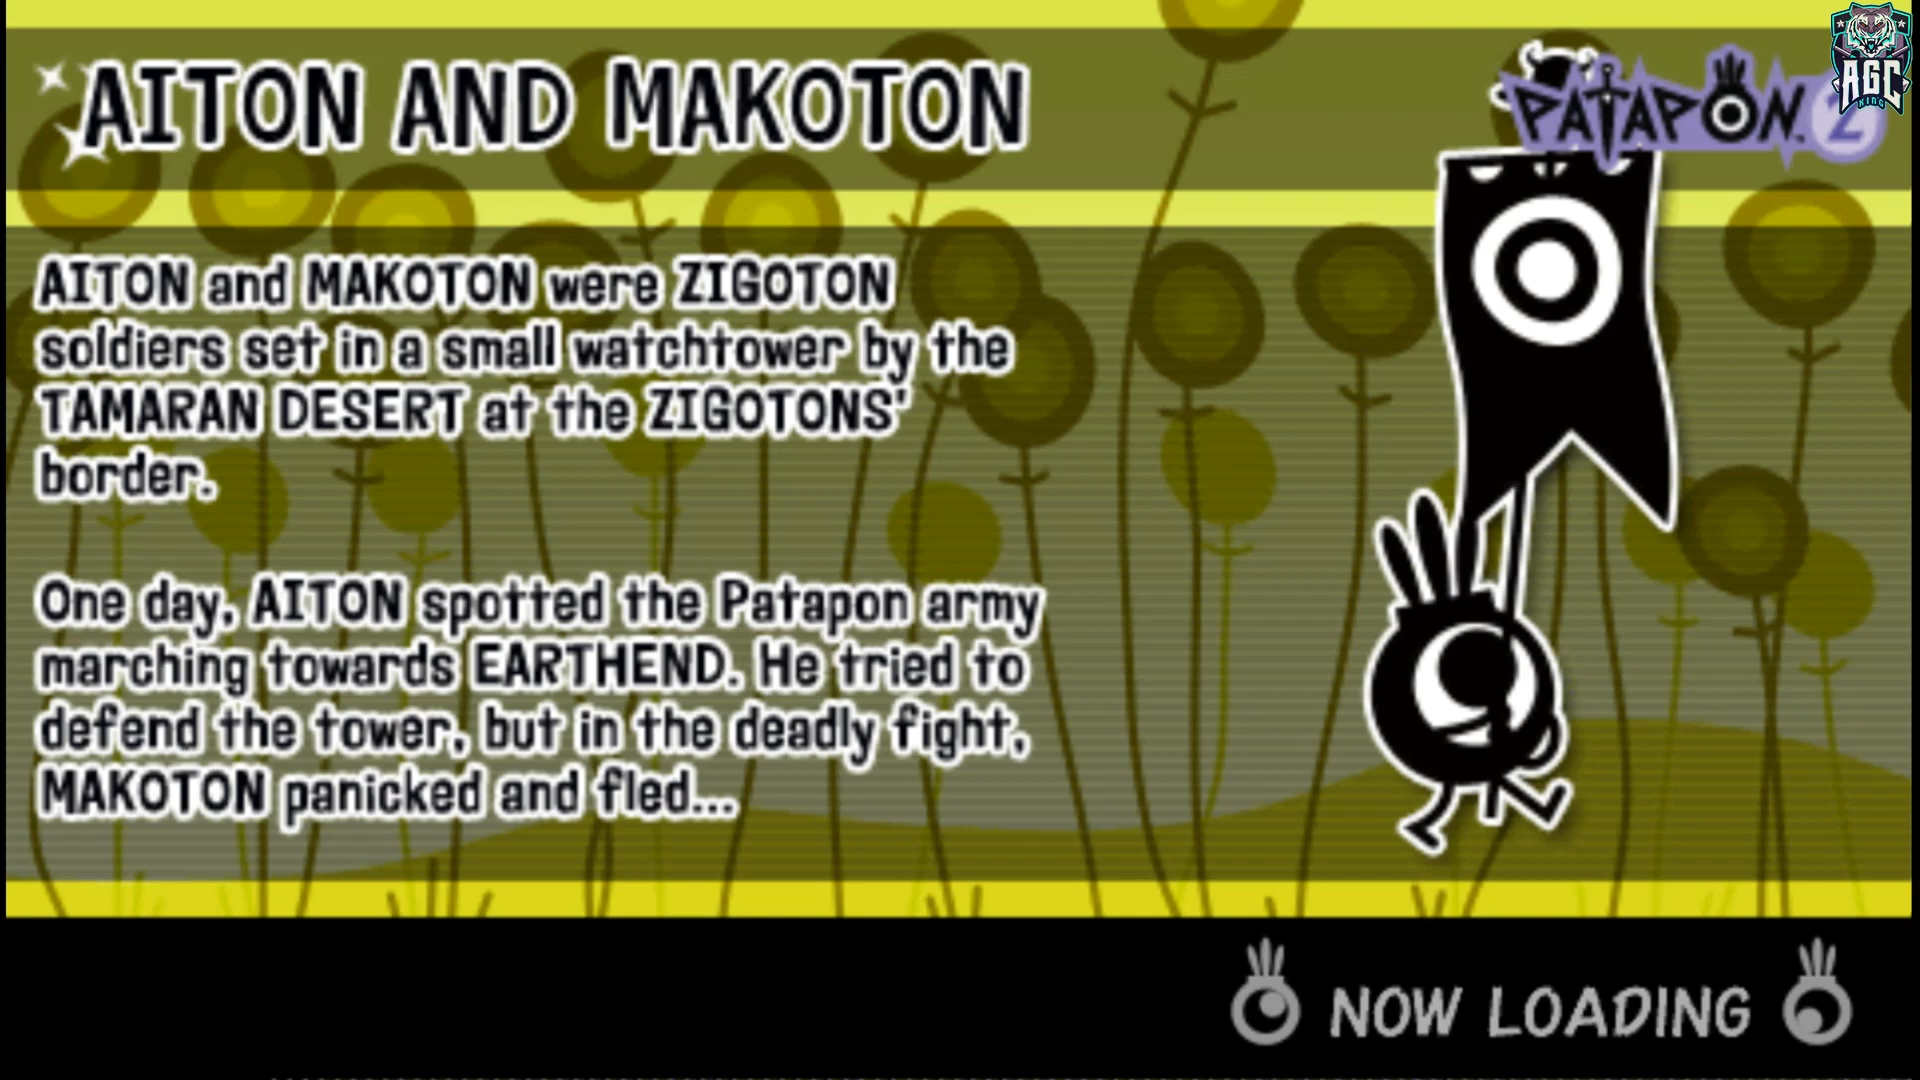 AITON AND MAKOTON
PATAPON 2
AGC
KING
AITON and MAKOTON were ZIGOTON
soldiers set in a small watchtower by the
TAMARAN DESERT at the ZIGOTONS'
border.
One day, AITON spotted the Patapon army
marching towards EARTHEND. He tried to
defend the tower, but in the deadly fight,
MAKOTON panicked and fled...
NOW LOADING